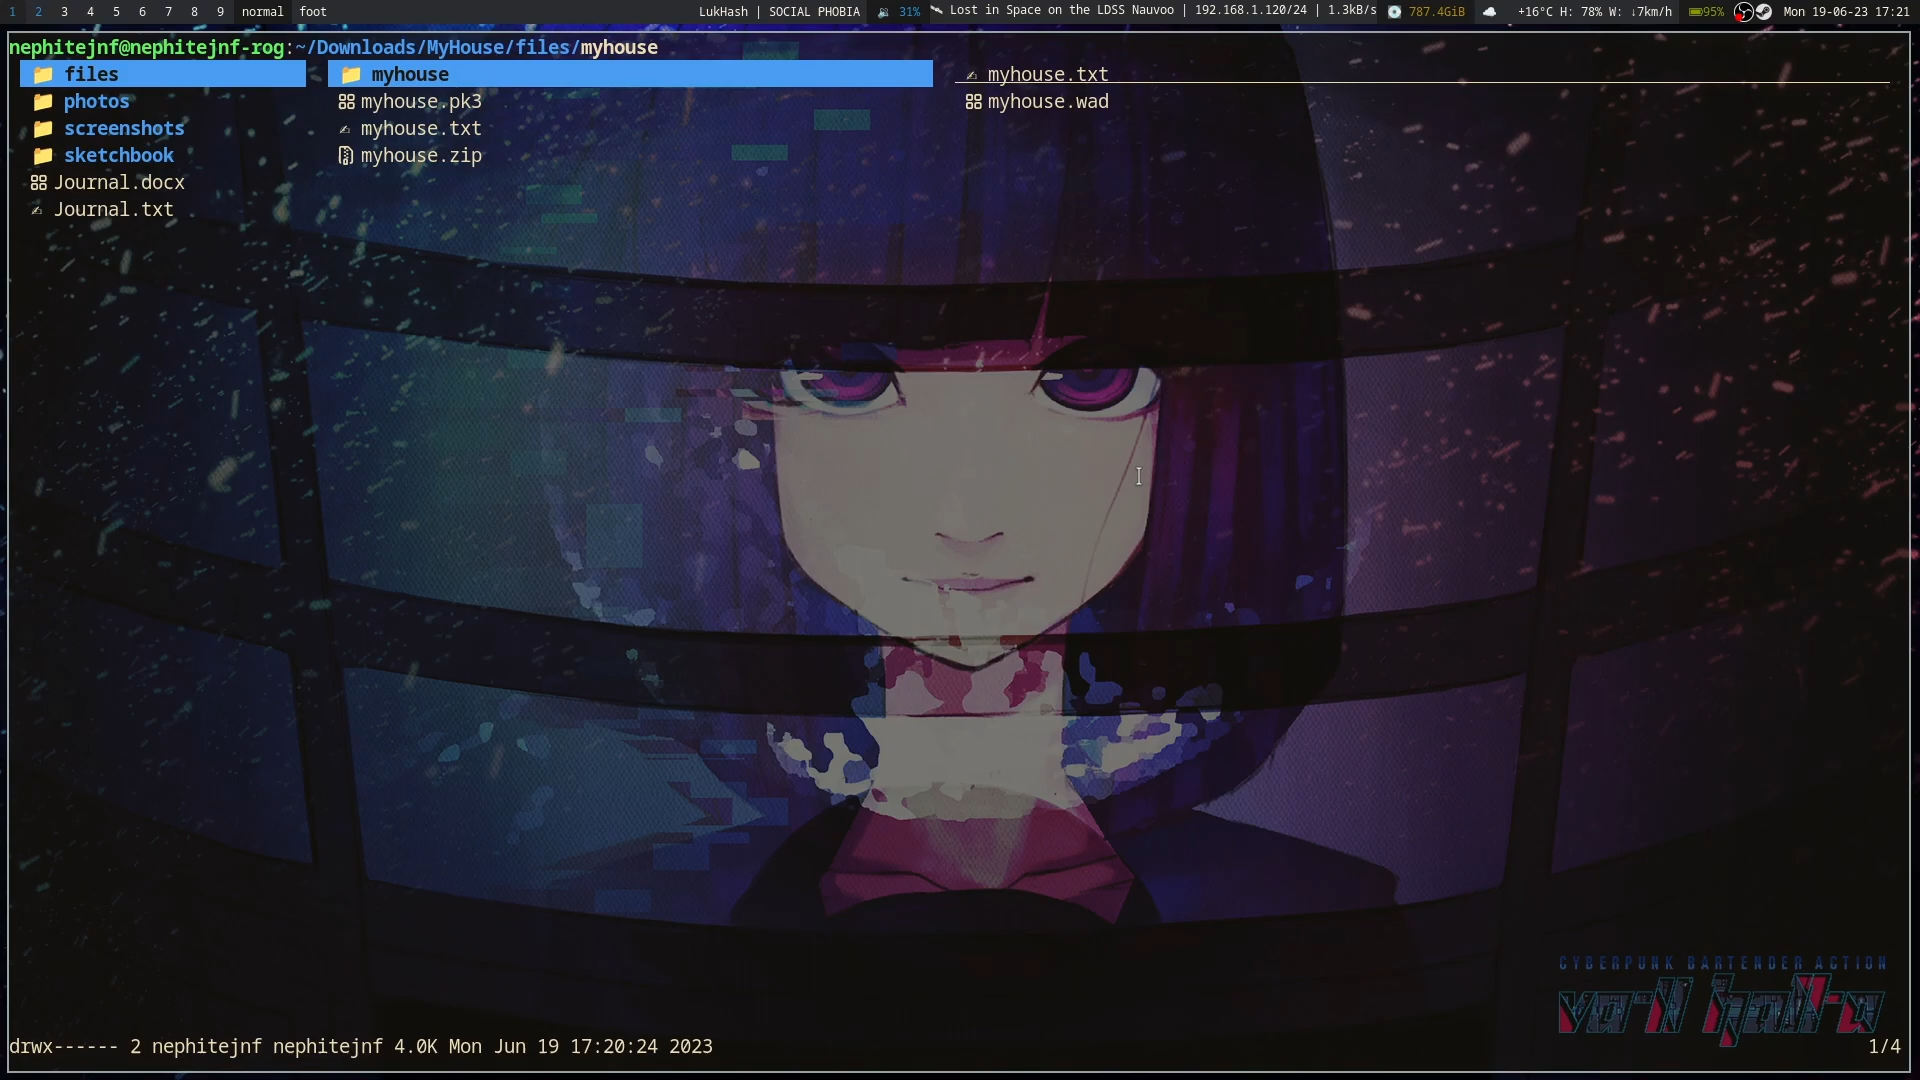 1 2 3 4 5 6 7 8 9 normal foot LukHash | SOCIAL PHOBIA 31% Lost in Space on the LDSS Nauvoo | 192.168.1.120/24 | 1.3kB/s 787.4GiB +16°C H: 78% W: ↓7km/h 95% Mon 19-06-23 17:21
nephitejnf@nephitejnf-rog:~/Downloads/MyHouse/files/myhouse
files
photos
screenshots
sketchbook
Journal.docx
Journal.txt
myhouse
myhouse.pk3
myhouse.txt
myhouse.zip
myhouse.txt
myhouse.wad
CYBERPUNK BARTENDER ACTION
va-11 hall-a
drwx------ 2 nephitejnf nephitejnf 4.0K Mon Jun 19 17:20:24 2023
1/4